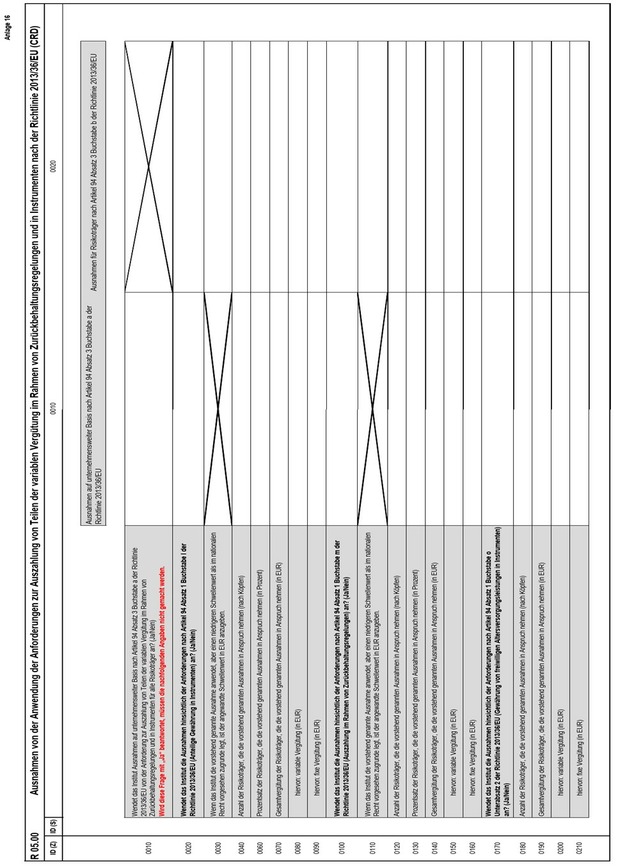 Anlage 16
R 05.00
Ausnahmen von der Anwendung der Anforderungen zur Auszahlung von Teilen der variablen Vergütung im Rahmen von Zurückbehaltungsregelungen und in Instrumenten nach der Richtlinie 2013/36/EU (CRD)
ID (Z)
ID (S)
0010
0020
Ausnahmen auf unternehmensweiter Basis nach Artikel 94 Absatz 3 Buchstabe a der
Richtlinie 2013/36/EU
Ausnahmen für Risikoträger nach Artikel 94 Absatz 3 Buchstabe b der Richtlinie 2013/36/EU
0010
Wendet das Institut Ausnahmen auf unternehmensweiter Basis nach Artikel 94 Absatz 3 Buchstabe a der Richtlinie
2013/36/EU von der Anforderung zur Auszahlung von Teilen der variablen Vergütung im Rahmen von
Zurückbehaltungsregelungen und in Instrumenten für alle Risikoträger an? (Ja/Nein)
Wird diese Frage mit „Ja“ beantwortet, müssen die nachfolgenden Angaben nicht gemacht werden.
0020
Wendet das Institut die Ausnahmen hinsichtlich der Anforderungen nach Artikel 94 Absatz 1 Buchstabe l der
Richtlinie 2013/36/EU (Anteilige Gewährung in Instrumenten) an? (Ja/Nein)
0030
Wenn das Institut die vorstehend genannte Ausnahme anwendet, aber einen niedrigeren Schwellenwert als im nationalen
Recht vorgesehen zugrunde legt, ist der angewandte Schwellenwert in EUR anzugeben.
0040
Anzahl der Risikoträger, die die vorstehend genannten Ausnahmen in Anspruch nehmen (nach Köpfen)
0060
Prozentsatz der Risikoträger, die die vorstehend genannten Ausnahmen in Anspruch nehmen (in Prozent)
0070
Gesamtvergütung der Risikoträger, die die vorstehend genannten Ausnahmen in Anspruch nehmen (in EUR)
0080
hiervon: variable Vergütung (in EUR)
0090
hiervon: fixe Vergütung (in EUR)
0100
Wendet das Institut die Ausnahmen hinsichtlich der Anforderungen nach Artikel 94 Absatz 1 Buchstabe m der
Richtlinie 2013/36/EU (Auszahlung im Rahmen von Zurückbehaltungsregelungen) an? (Ja/Nein)
0110
Wenn das Institut die vorstehend genannte Ausnahme anwendet, aber einen niedrigeren Schwellenwert als im nationalen
Recht vorgesehen zugrunde legt, ist der angewandte Schwellenwert in EUR anzugeben.
0120
Anzahl der Risikoträger, die die vorstehend genannten Ausnahmen in Anspruch nehmen (nach Köpfen)
0130
Prozentsatz der Risikoträger, die die vorstehend genannten Ausnahmen in Anspruch nehmen (in Prozent)
0140
Gesamtvergütung der Risikoträger, die die vorstehend genannten Ausnahmen in Anspruch nehmen (in EUR)
0150
hiervon: variable Vergütung (in EUR)
0160
hiervon: fixe Vergütung (in EUR)
0170
Wendet das Institut die Ausnahmen hinsichtlich der Anforderungen nach Artikel 94 Absatz 1 Buchstabe o
Unterabsatz 2 der Richtlinie 2013/36/EU (Gewährung von freiwilligen Altersversorgungsleistungen in Instrumenten)
an? (Ja/Nein)
0180
Anzahl der Risikoträger, die die vorstehend genannten Ausnahmen in Anspruch nehmen (nach Köpfen)
0190
Gesamtvergütung der Risikoträger, die die vorstehend genannten Ausnahmen in Anspruch nehmen (in EUR)
0200
hiervon: variable Vergütung (in EUR)
0210
hiervon: fixe Vergütung (in EUR)